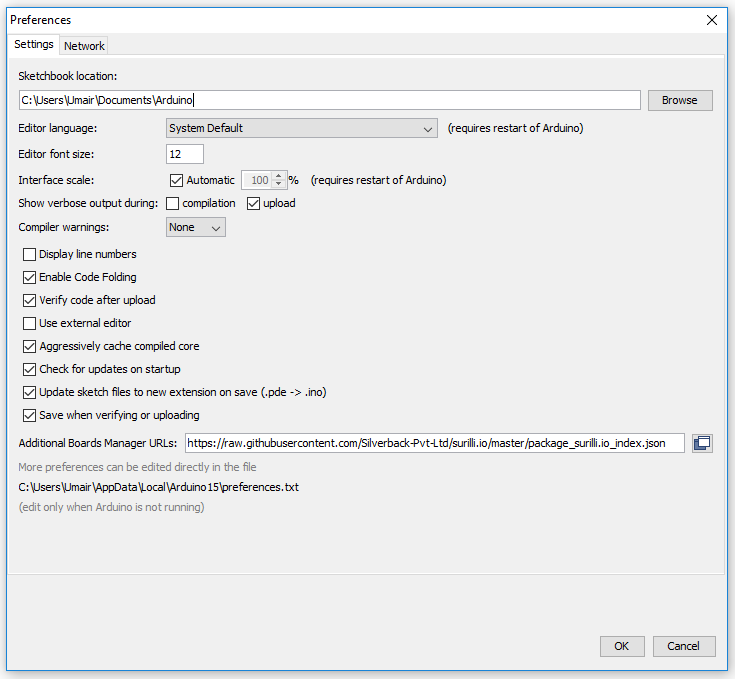 Preferences
Settings Network
Sketchbook location:
C:\Users\Umair\Documents\Arduino Browse
Editor language: System Default (requires restart of Arduino)
Editor font size: 12
Interface scale: Automatic 100 % (requires restart of Arduino)
Show verbose output during: compilation upload
Compiler warnings: None
Display line numbers
Enable Code Folding
Verify code after upload
Use external editor
Aggressively cache compiled core
Check for updates on startup
Update sketch files to new extension on save (.pde -> .ino)
Save when verifying or uploading
Additional Boards Manager URLs: https://raw.githubusercontent.com/Silverback-Pvt-Ltd/surilli.io/master/package_surilli.io_index.json
More preferences can be edited directly in the file
C:\Users\Umair\AppData\Local\Arduino15\preferences.txt
(edit only when Arduino is not running)
OK Cancel